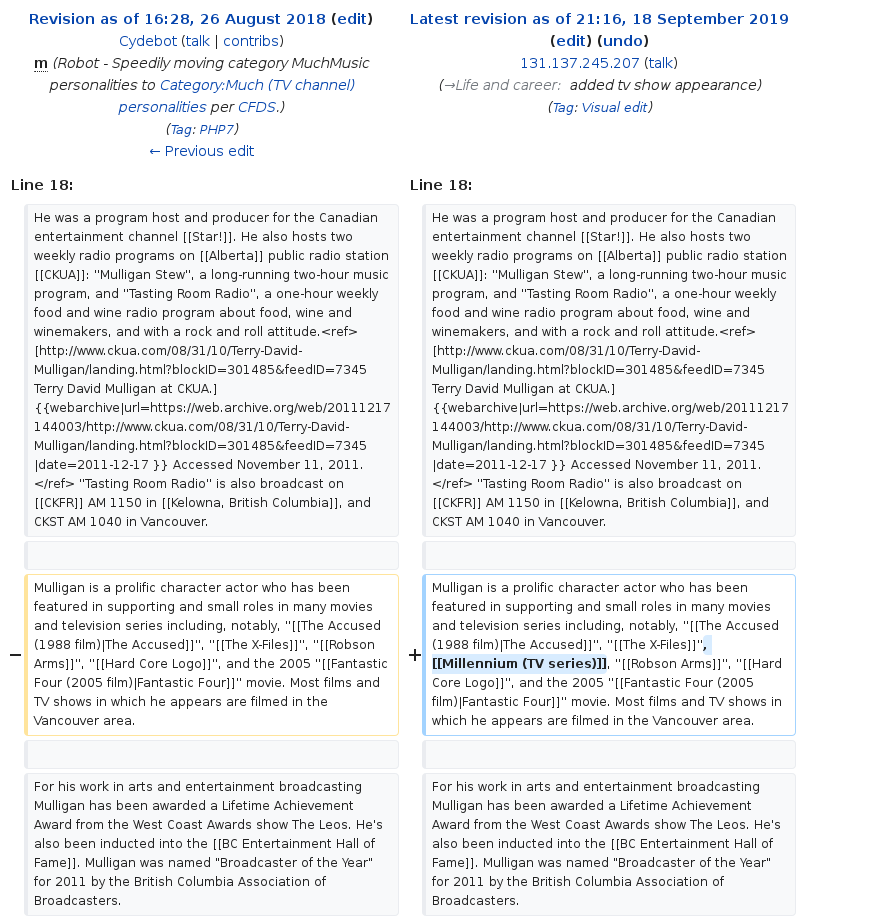 Revision as of 16:28, 26 August 2018 (edit)
Cydebot (talk | contribs)
m (Robot - Speedily moving category MuchMusic
personalities to Category:Much (TV channel)
personalities per CFDS.)
(Tag: PHP7)
← Previous edit
Latest revision as of 21:16, 18 September 2019
(edit) (undo)
131.137.245.207 (talk)
(→Life and career: added tv show appearance)
(Tag: Visual edit)
Line 18:
Line 18:
He was a program host and producer for the Canadian
entertainment channel [[Star!]]. He also hosts two
weekly radio programs on [[Alberta]] public radio station
[[CKUA]]: ''Mulligan Stew'', a long-running two-hour music
program, and ''Tasting Room Radio'', a one-hour weekly
food and wine radio program about food, wine and
winemakers, and with a rock and roll attitude.<ref>
[http://www.ckua.com/08/31/10/Terry-David-
Mulligan/landing.html?blockID=301485&feedID=7345
Terry David Mulligan at CKUA.]
{{webarchive|url=https://web.archive.org/web/20111217
144003/http://www.ckua.com/08/31/10/Terry-David-
Mulligan/landing.html?blockID=301485&feedID=7345
|date=2011-12-17 }} Accessed November 11, 2011.
</ref> ''Tasting Room Radio'' is also broadcast on
[[CKFR]] AM 1150 in [[Kelowna, British Columbia]], and
CKST AM 1040 in Vancouver.
He was a program host and producer for the Canadian
entertainment channel [[Star!]]. He also hosts two
weekly radio programs on [[Alberta]] public radio station
[[CKUA]]: ''Mulligan Stew'', a long-running two-hour music
program, and ''Tasting Room Radio'', a one-hour weekly
food and wine radio program about food, wine and
winemakers, and with a rock and roll attitude.<ref>
[http://www.ckua.com/08/31/10/Terry-David-
Mulligan/landing.html?blockID=301485&feedID=7345
Terry David Mulligan at CKUA.]
{{webarchive|url=https://web.archive.org/web/20111217
144003/http://www.ckua.com/08/31/10/Terry-David-
Mulligan/landing.html?blockID=301485&feedID=7345
|date=2011-12-17 }} Accessed November 11, 2011.
</ref> ''Tasting Room Radio'' is also broadcast on
[[CKFR]] AM 1150 in [[Kelowna, British Columbia]], and
CKST AM 1040 in Vancouver.
−
Mulligan is a prolific character actor who has been
featured in supporting and small roles in many movies
and television series including, notably, ''[[The Accused
(1988 film)|The Accused]]'', ''[[The X-Files]]'', ''[[Robson
Arms]]'', ''[[Hard Core Logo]]'', and the 2005 ''[[Fantastic
Four (2005 film)|Fantastic Four]]'' movie. Most films and
TV shows in which he appears are filmed in the
Vancouver area.
+
Mulligan is a prolific character actor who has been
featured in supporting and small roles in many movies
and television series including, notably, ''[[The Accused
(1988 film)|The Accused]]'', ''[[The X-Files]]'',
[[Millennium (TV series)]], ''[[Robson Arms]]'', ''[[Hard
Core Logo]]'', and the 2005 ''[[Fantastic Four (2005
film)|Fantastic Four]]'' movie. Most films and TV shows in
which he appears are filmed in the Vancouver area.
For his work in arts and entertainment broadcasting
Mulligan has been awarded a Lifetime Achievement
Award from the West Coast Awards show The Leos. He's
also been inducted into the [[BC Entertainment Hall of
Fame]]. Mulligan was named "Broadcaster of the Year"
for 2011 by the British Columbia Association of
Broadcasters.
For his work in arts and entertainment broadcasting
Mulligan has been awarded a Lifetime Achievement
Award from the West Coast Awards show The Leos. He's
also been inducted into the [[BC Entertainment Hall of
Fame]]. Mulligan was named "Broadcaster of the Year"
for 2011 by the British Columbia Association of
Broadcasters.